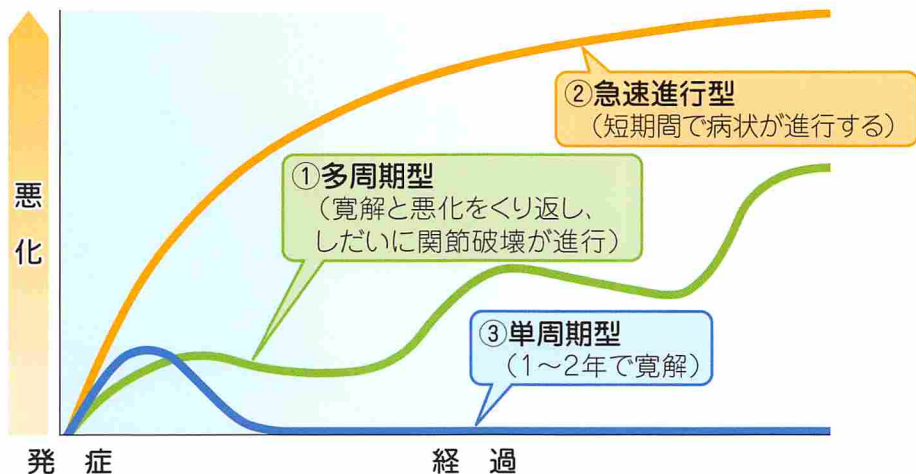 ②急速進行型
(短期間で病状が進行する)
①多周期型
(寛解と悪化をくり返し、
しだいに関節破壊が進行)
悪化
③単周期型
(1～2年で寛解)
発症
経過